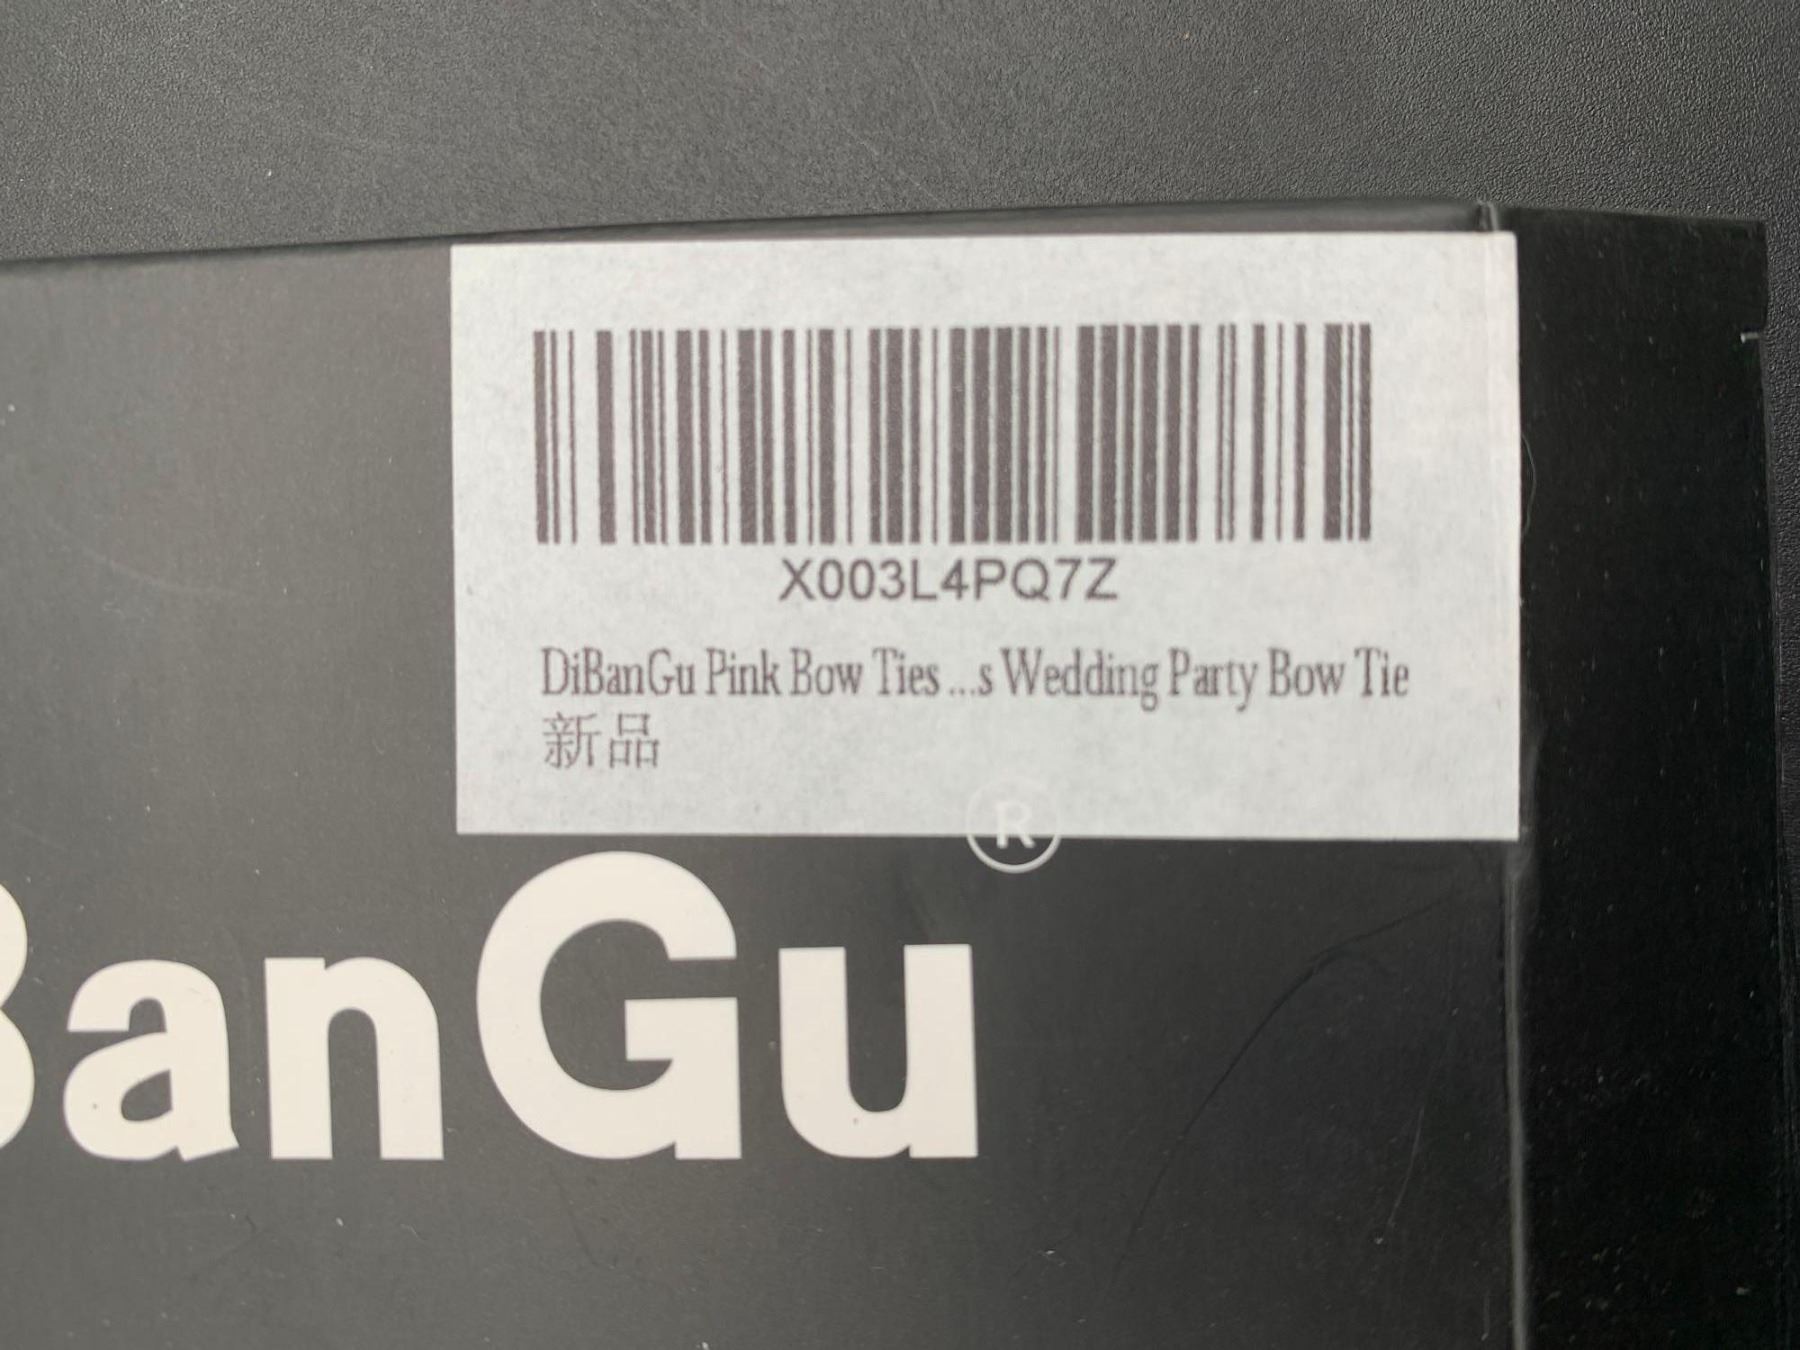 X003L4PQ7Z
DiBanGu Pink Bow Ties ...s Wedding Party Bow Tie
新品
®
BanGu